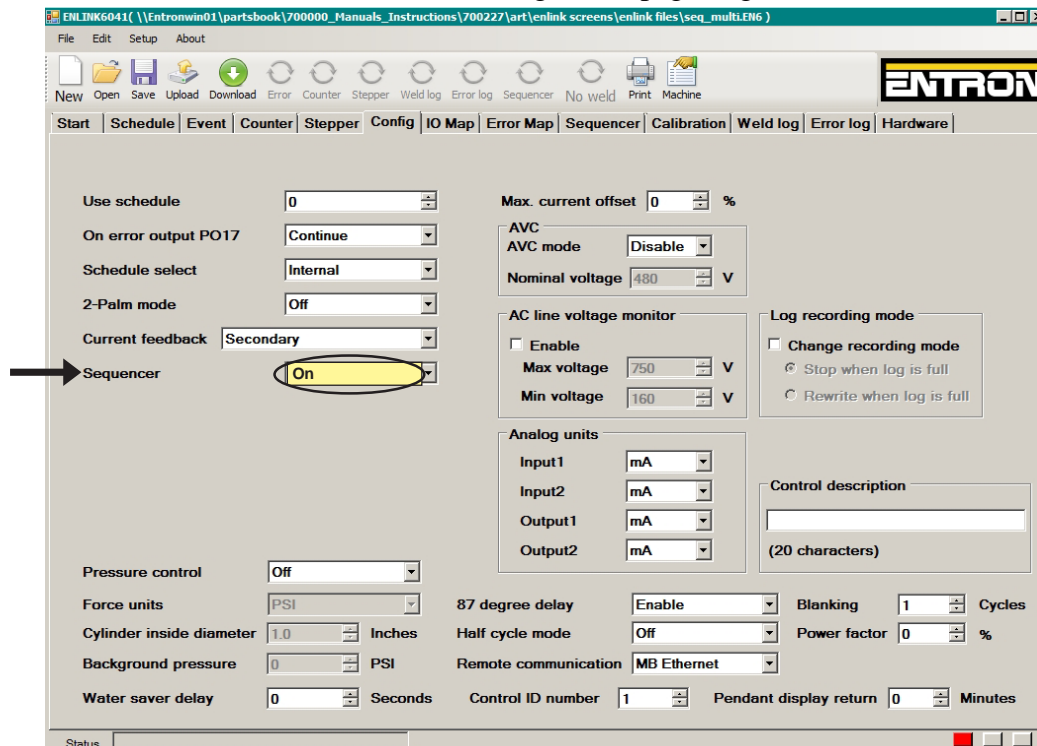 ENLINK6041( \\Entronwin01\partsbook\700000_Manuals_Instructions\700227\art\enlink screens\enlink files\seq_multi.EN6 )
File Edit Setup About
New Open Save Upload Download Error Counter Stepper Weld log Error log Sequencer No weld Print Machine
ENTRON
Start Schedule Event Counter Stepper Config IO Map Error Map Sequencer Calibration Weld log Error log Hardware
Use schedule 0 Max. current offset 0 %
On error output PO17 Continue AVC
AVC mode Disable
Schedule select Internal Nominal voltage 480 V
2-Palm mode Off
AC line voltage monitor Log recording mode
Current feedback Secondary Enable Change recording mode
Sequencer On Max voltage 750 V Stop when log is full
Min voltage 160 V Rewrite when log is full
Analog units
Input1 mA
Input2 mA Control description
Output1 mA
Output2 mA (20 characters)
Pressure control Off
Force units PSI 87 degree delay Enable Blanking 1 Cycles
Cylinder inside diameter 1.0 Inches Half cycle mode Off Power factor 0 %
Background pressure 0 PSI Remote communication MB Ethernet
Water saver delay 0 Seconds Control ID number 1 Pendant display return 0 Minutes
Status